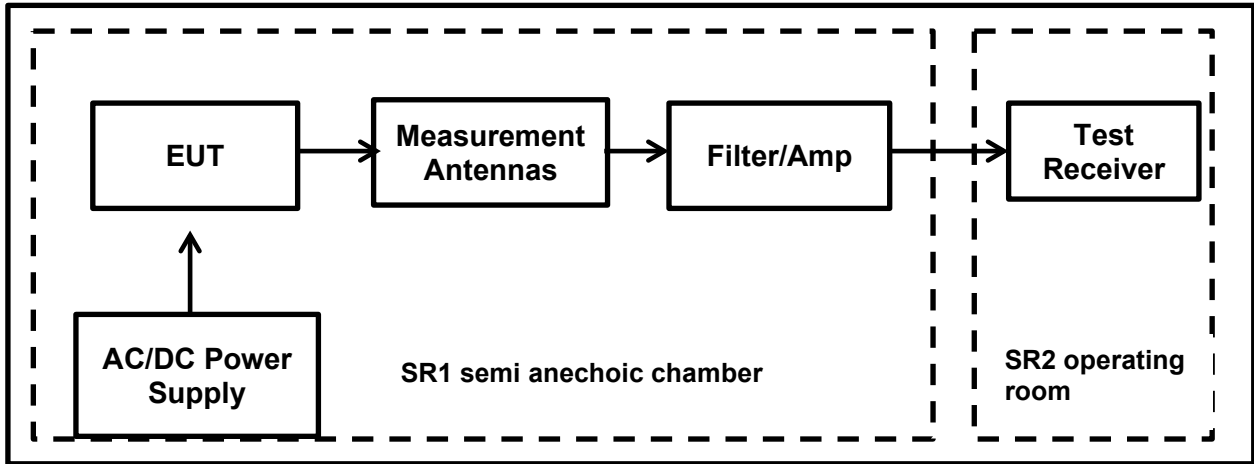 EUT
Measurement
Antennas
Filter/Amp
Test
Receiver
AC/DC Power
Supply
SR1 semi anechoic chamber
SR2 operating
room